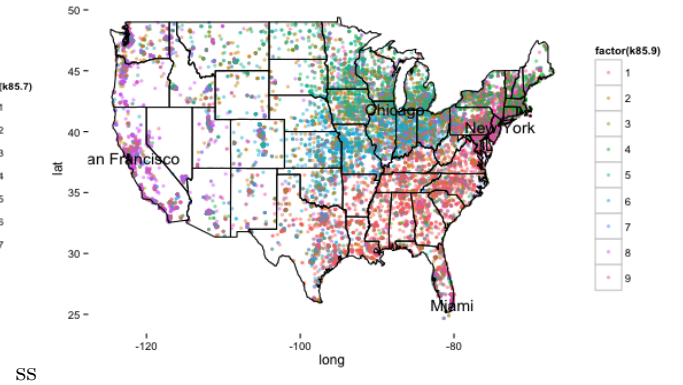 50
45
40
35
30
25
lat
-120
-100
-80
long
Chicago
New York
an Francisco
Miami
(k85.7)
1
2
3
4
5
6
7
factor(k85.9)
1
2
3
4
5
6
7
8
9
ss